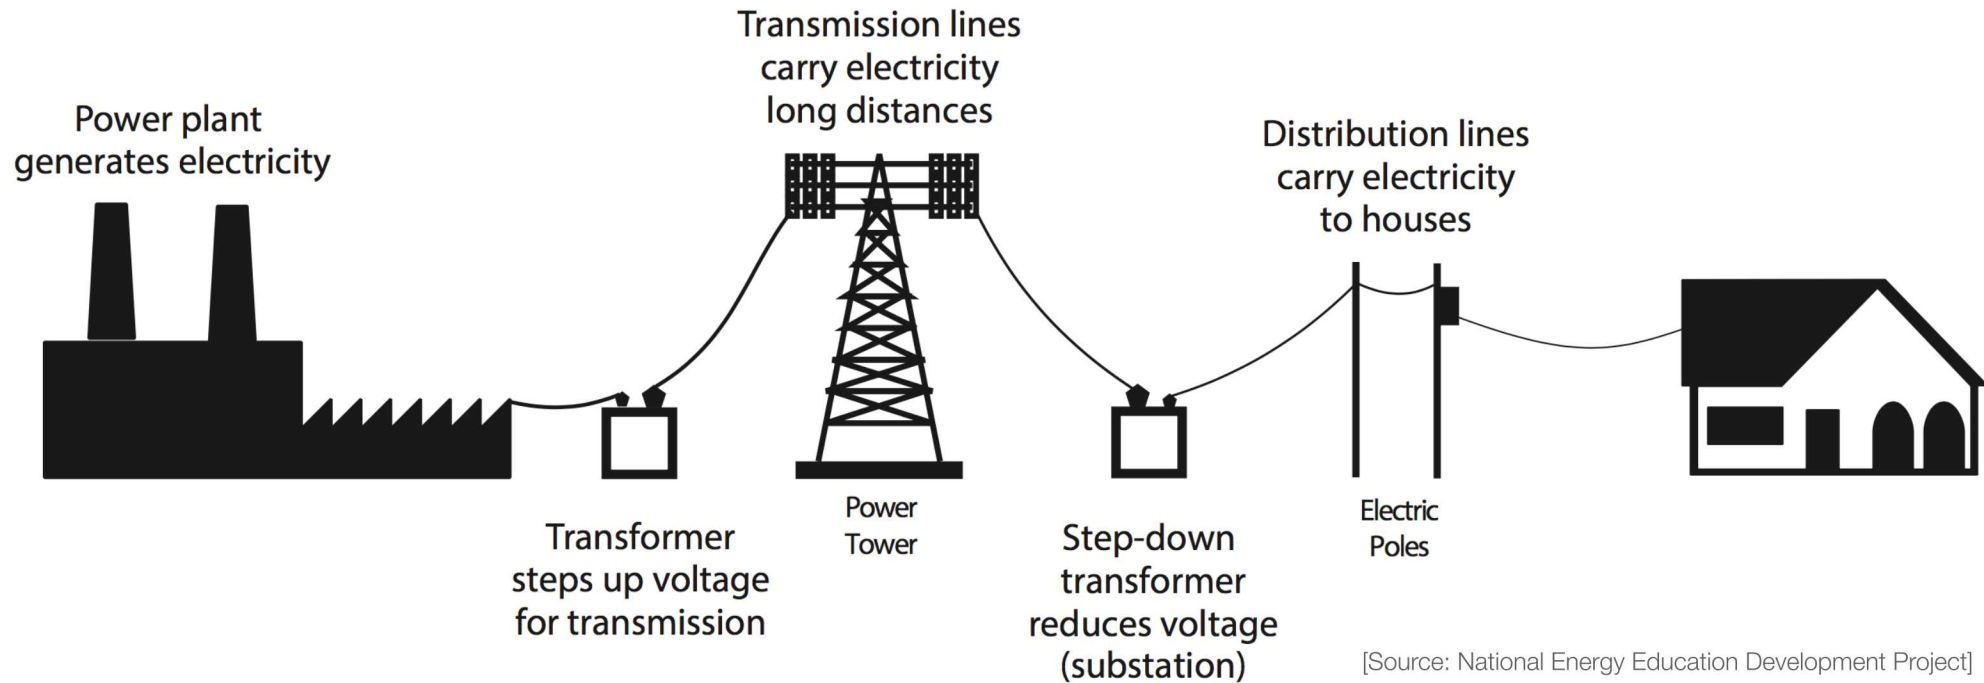 Power plant
generates electricity
Transformer
steps up voltage
for transmission
Transmission lines
carry electricity
long distances
Power
Tower
Step-down
transformer
reduces voltage
(substation)
Distribution lines
carry electricity
to houses
Electric
Poles
[Source: National Energy Education Development Project]